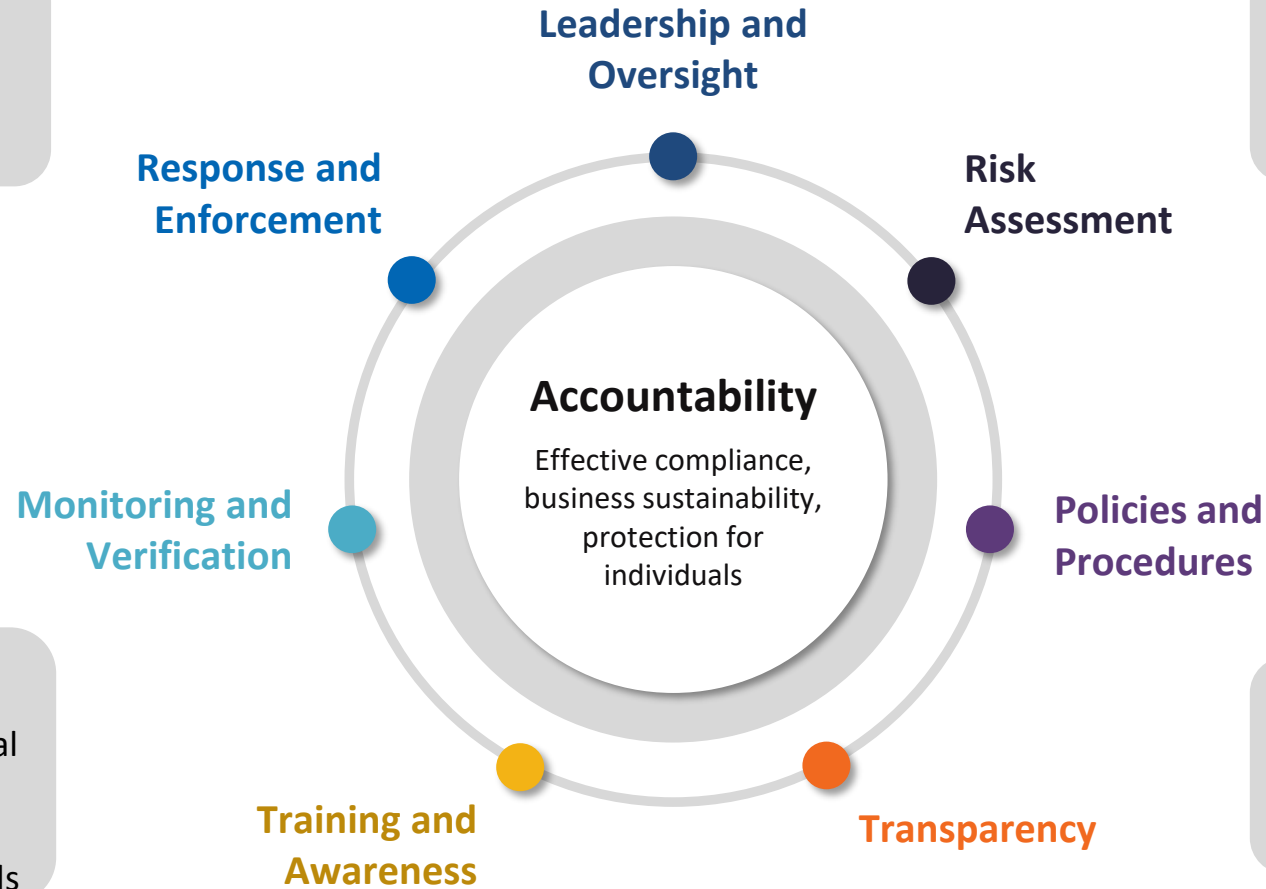 Leadership and
Oversight
Response and
Enforcement
Risk
Assessment
Accountability
Effective compliance,
business sustainability,
protection for
individuals
Monitoring and
Verification
Policies and
Procedures
Training and
Awareness
Transparency